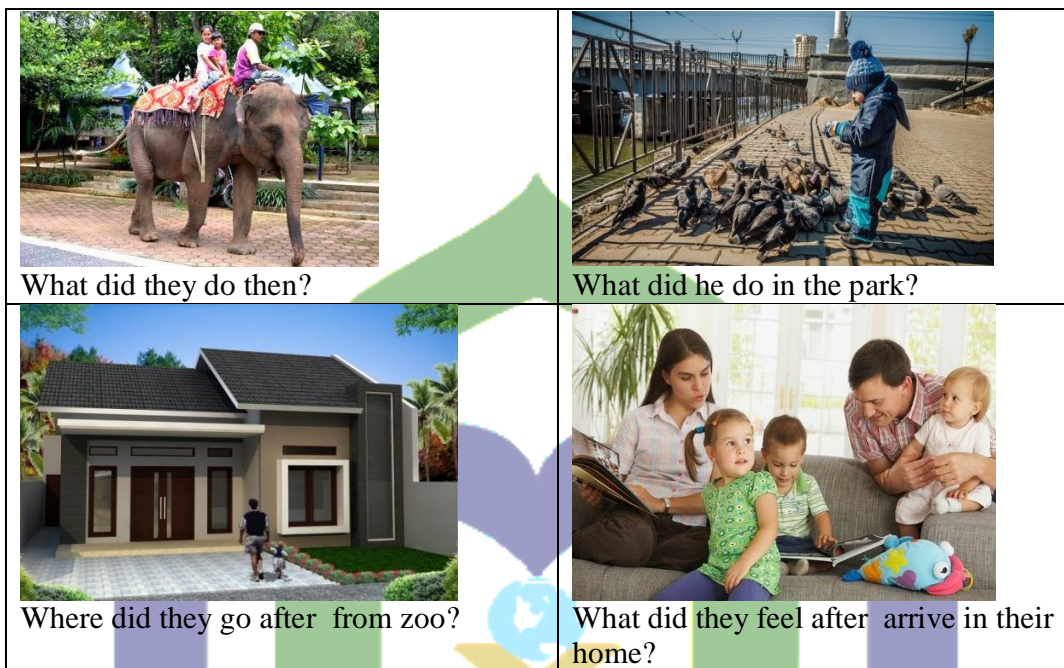 What did they do then?
What did he do in the park?
Where did they go after  from zoo?
What did they feel after  arrive in their
home?